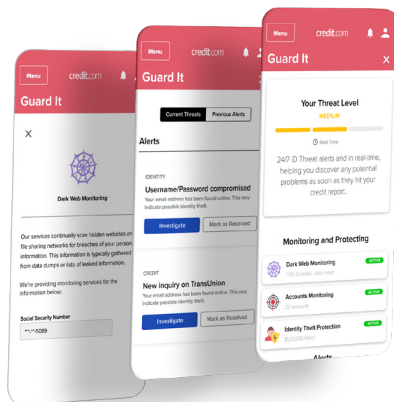 Menu
credit.com
Guard It
X
Dark Web Monitoring
Our services continually scan hidden websites an
file sharing networks for breaches of your person
information. This information is typically gathered
from data dumps or lists of leaked information.
We're providing monitoring services for the
information below:
Social Security Number
Menu
credit.com
Guard It
Current Threats
Previous Alerts
Alerts
IDENTITY
Username/Password compromised
Your email address has been found online. This may
indicate possible identity theft.
Investigate
Mark as Resolved
CREDIT
New inquiry on TransUnion
Your email address has been found online. This may
indicate possible identity theft.
Investigate
Mark as Resolved
Menu
credit.com
Guard It
X
Your Threat Level
MEDIUM
Real Time
24/7 ID Threat alerts and in real-time,
helping you discover any potential
problems as soon as they hit your
credit report.
Monitoring and Protecting
Dark Web Monitoring
ACTIVE
Accounts Monitoring
ACTIVE
Identity Theft Protection
ACTIVE
Alerts